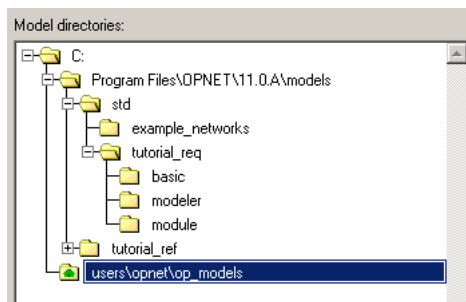 Model directories:
C:
Program Files\OPNET\11.0.A\models
std
example_networks
tutorial_req
basic
modeler
module
tutorial_ref
users\opnet\op_models